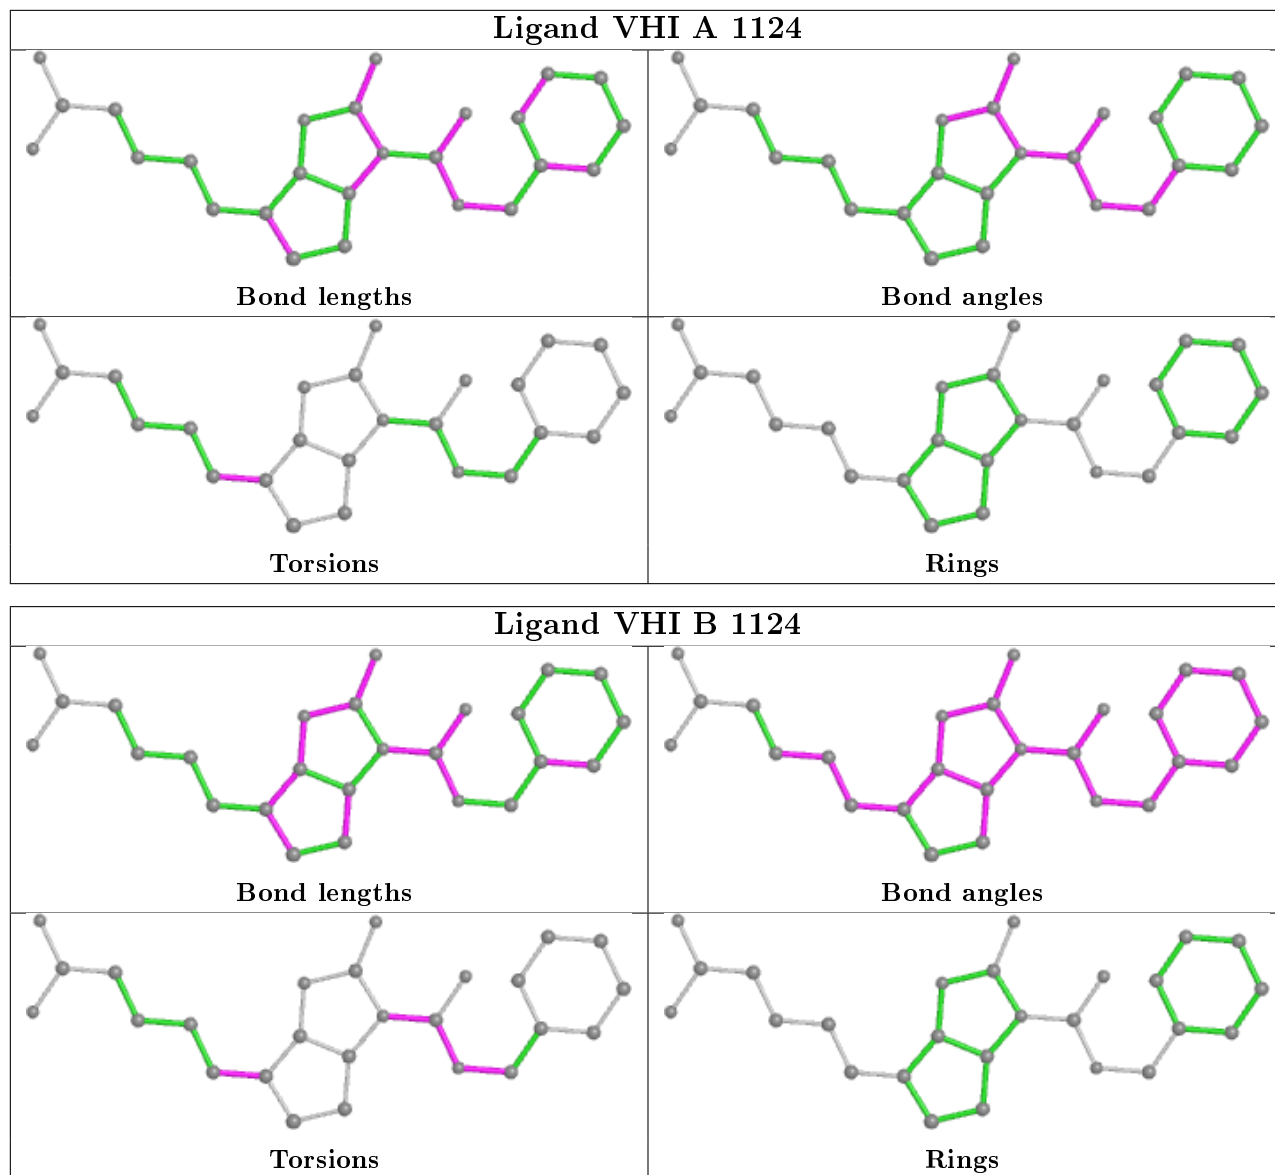 Ligand VHI A 1124
Bond lengths
Bond angles
Torsions
Rings
Ligand VHI B 1124
Bond lengths
Bond angles
Torsions
Rings